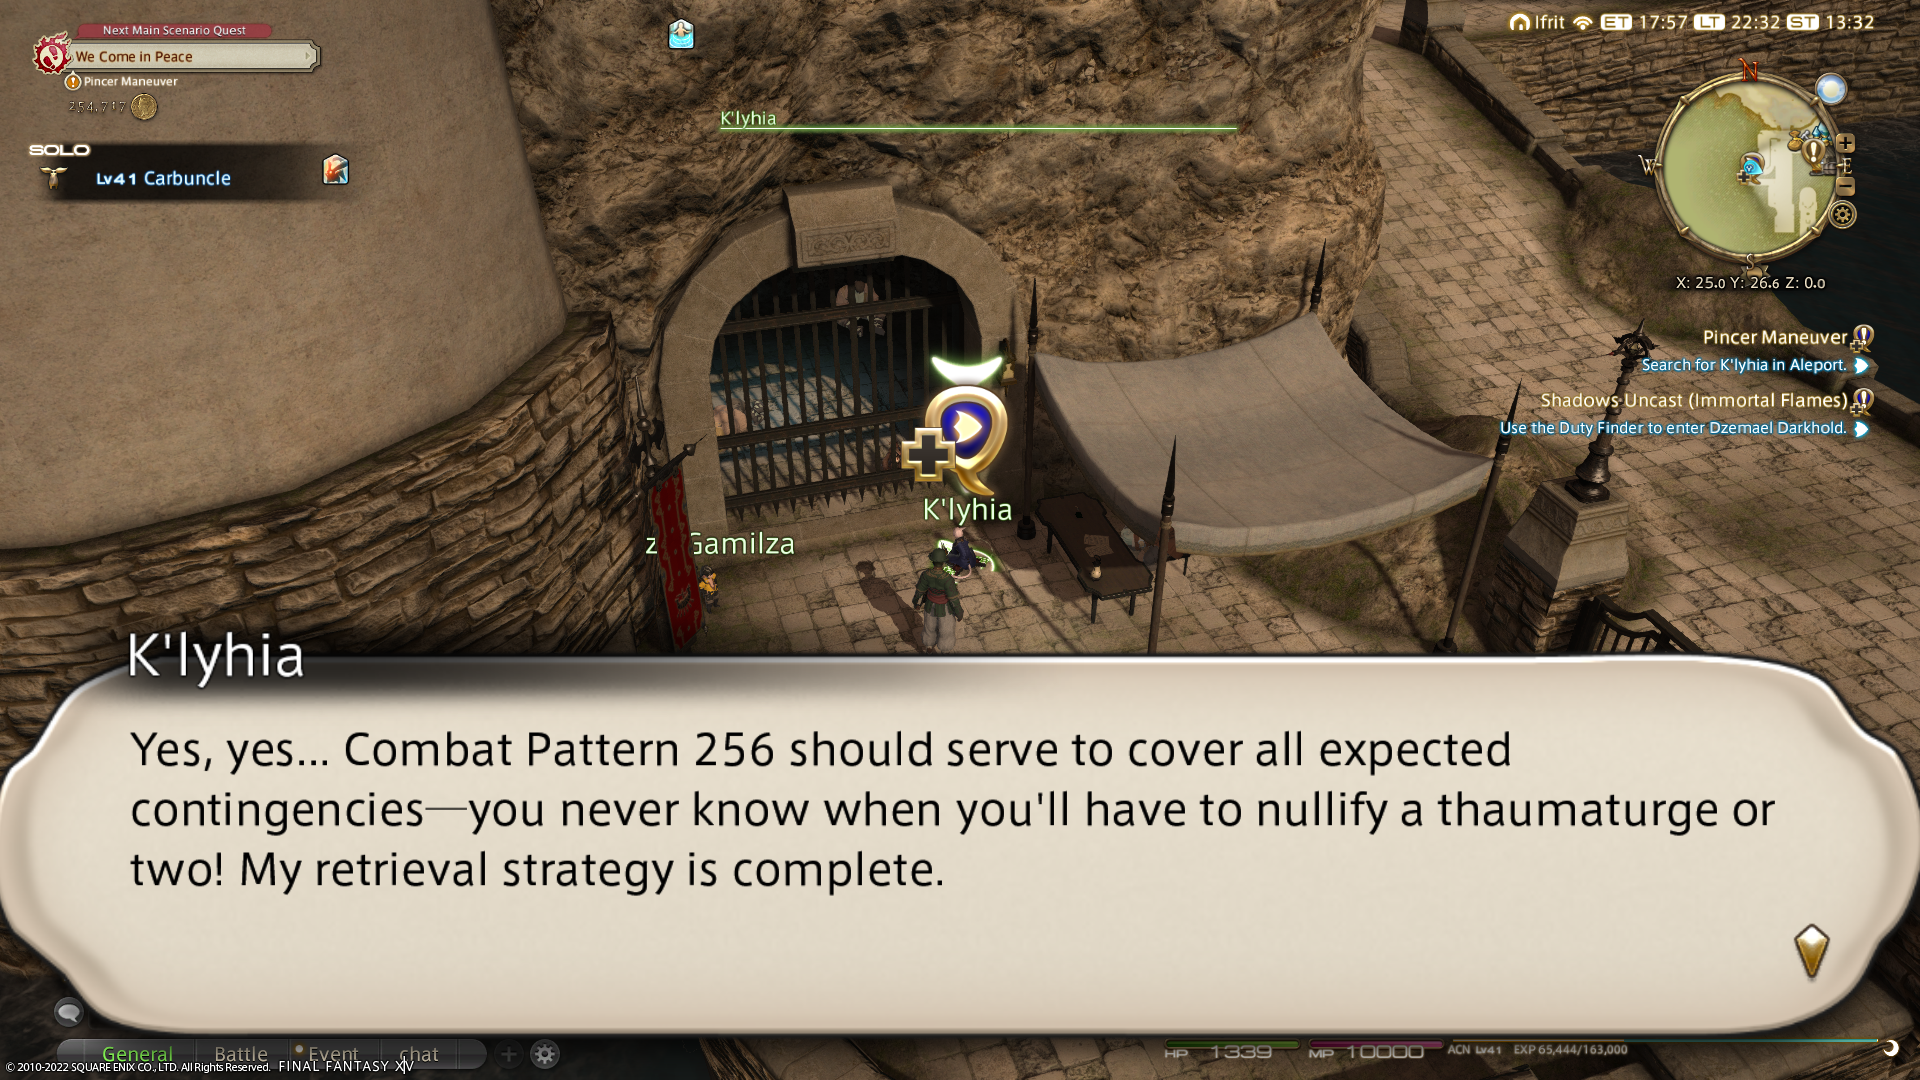 Next Main Scenario Quest
We Come in Peace
Pincer Maneuver
254,717
SOLO
Lv41 Carbuncle
K'lyhia
Ifrit ET 17:57 LT 22:32 ST 13:32
N
W
E
S
X: 25.0 Y: 26.6 Z: 0.0
Pincer Maneuver
Search for K'lyhia in Aleport.
Shadows Uncast (Immortal Flames)
Use the Duty Finder to enter Dzemael Darkhold.
K'lyhia
z Gamilza
K'lyhia
Yes, yes... Combat Pattern 256 should serve to cover all expected
contingencies—you never know when you'll have to nullify a thaumaturge or
two! My retrieval strategy is complete.
General Battle Event chat
HP 1339 MP 10000 ACN Lv41 EXP 65,444/163,000
© 2010-2022 SQUARE ENIX CO., LTD. All Rights Reserved. FINAL FANTASY XIV